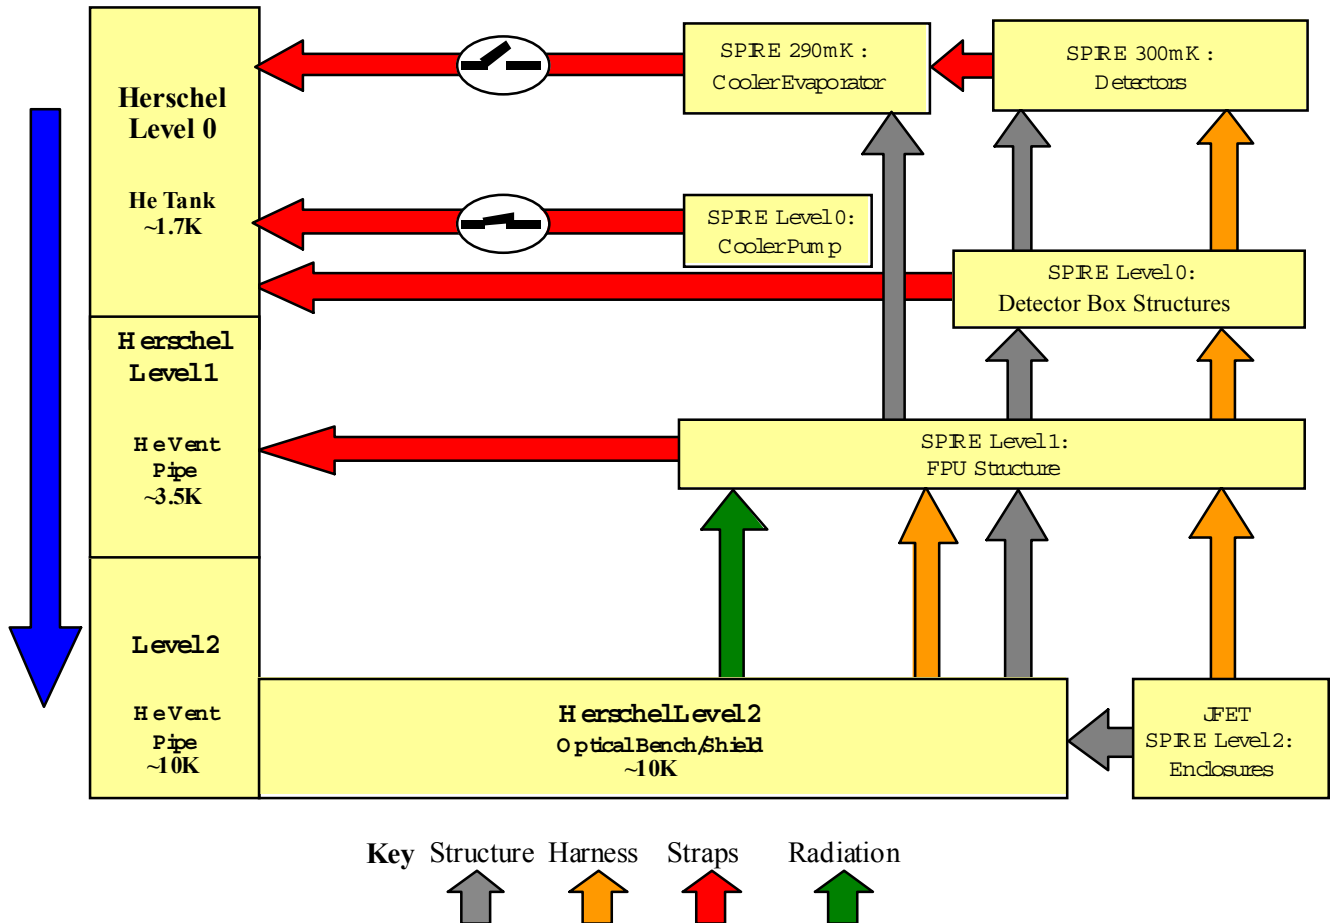 Herschel
Level 0
He Tank
~1.7K
SPIRE 290mK:
Cooler Evaporator
SPIRE 300mK:
Detectors
SPIRE Level 0:
Cooler Pump
SPIRE Level 0:
Detector Box Structures
Herschel
Level 1
He Vent
Pipe
~3.5K
SPIRE Level 1:
FPU Structure
Level 2
He Vent
Pipe
~10K
Herschel Level 2
Optical Bench/Shield
~10K
JFET
SPIRE Level 2:
Enclosures
Key Structure Harness Straps Radiation